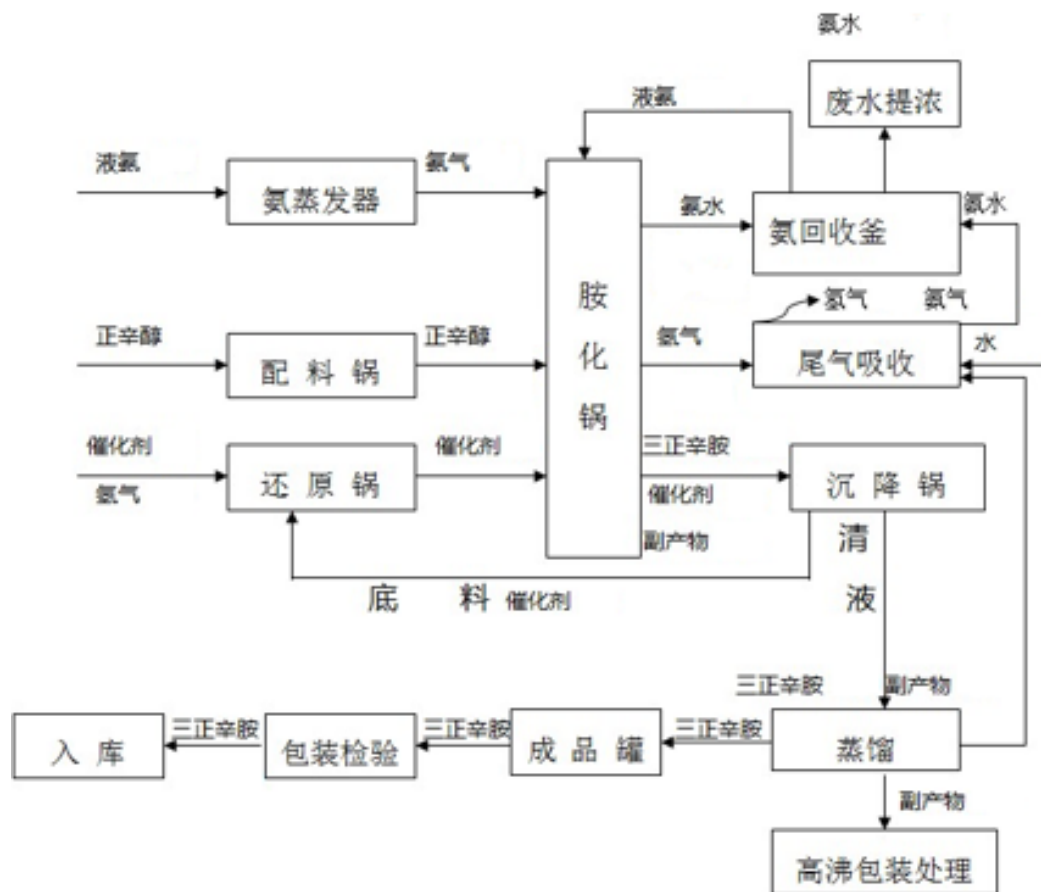 氨水
废水提浓
液氨
液氨
氨蒸发器
氨气
氨水
氨回收釜
氨水
胺化锅
氢气
氨气
正辛醇
配料锅
正辛醇
氨气
尾气吸收
水
催化剂
氨气
还原锅
催化剂
三正辛胺
催化剂
沉降锅
副产物
清液
底料 催化剂
三正辛胺
副产物
入库
三正辛胺
包装检验
三正辛胺
成品罐
三正辛胺
蒸馏
副产物
高沸包装处理